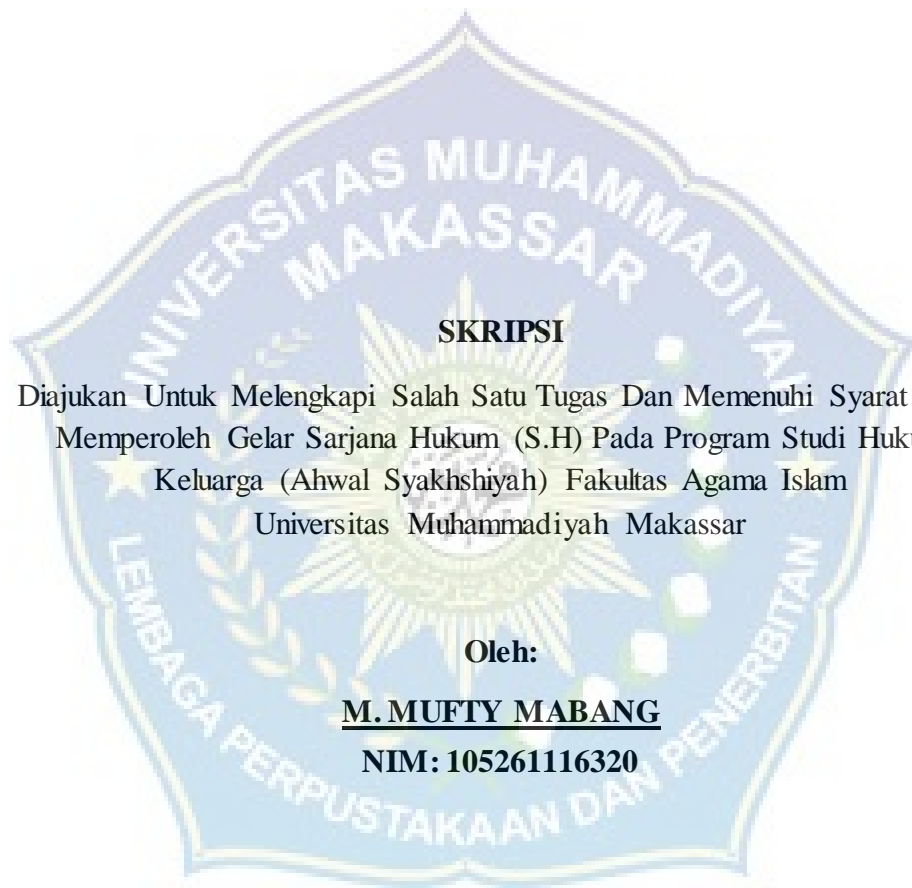 UNIVERSITAS MUHAMMADIYAH
MAKASSAR
SKRIPSI
Diajukan Untuk Melengkapi Salah Satu Tugas Dan Memenuhi Syarat
Memperoleh Gelar Sarjana Hukum (S.H) Pada Program Studi Huku
Keluarga (Ahwal Syakhshiyah) Fakultas Agama Islam
Universitas Muhammadiyah Makassar
Oleh:
M. MUFTY MABANG
NIM: 105261116320
LEMBAGA PERPUSTAKAAN DAN PENERBITAN